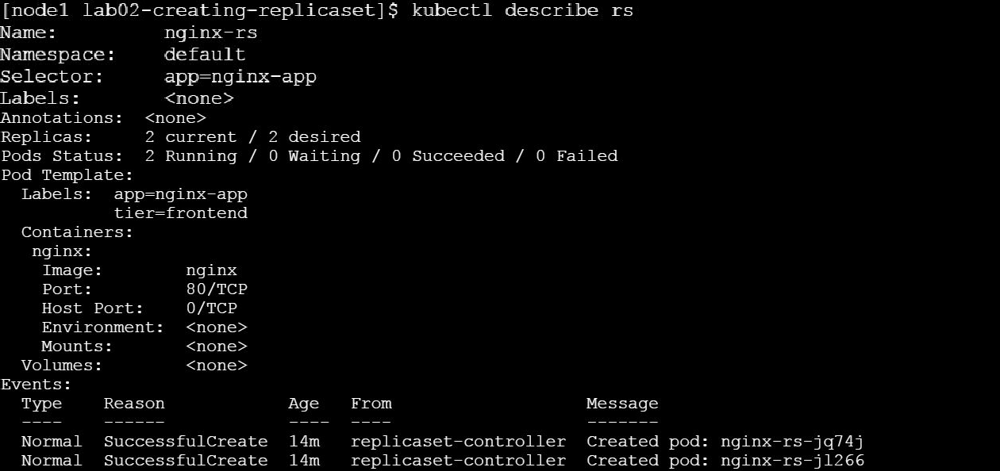 [node1 lab02-creating-replicaset]$ kubectl describe rs
Name:           nginx-rs
Namespace:      default
Selector:       app=nginx-app
Labels:         <none>
Annotations:  <none>
Replicas:     2 current / 2 desired
Pods Status:  2 Running / 0 Waiting / 0 Succeeded / 0 Failed
Pod Template:
  Labels:  app=nginx-app
           tier=frontend
  Containers:
   nginx:
    Image:        nginx
    Port:         80/TCP
    Host Port:    0/TCP
    Environment:  <none>
    Mounts:       <none>
  Volumes:        <none>
Events:
  Type    Reason            Age   From                   Message
  ----    ------            ----  ----                   -------
  Normal  SuccessfulCreate  14m   replicaset-controller  Created pod: nginx-rs-jq74j
  Normal  SuccessfulCreate  14m   replicaset-controller  Created pod: nginx-rs-jl266